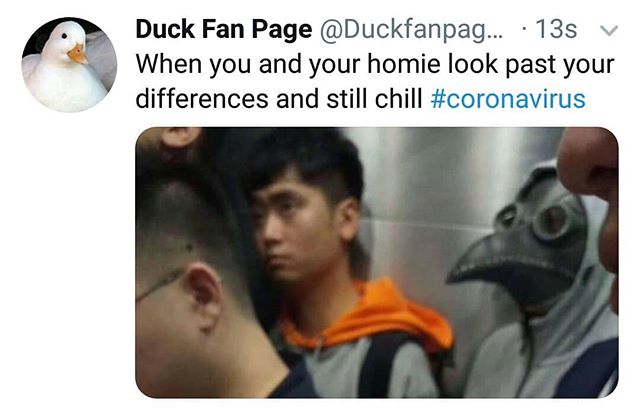 Duck Fan Page @Duckfanpag... · 13s
When you and your homie look past your
differences and still chill #coronavirus